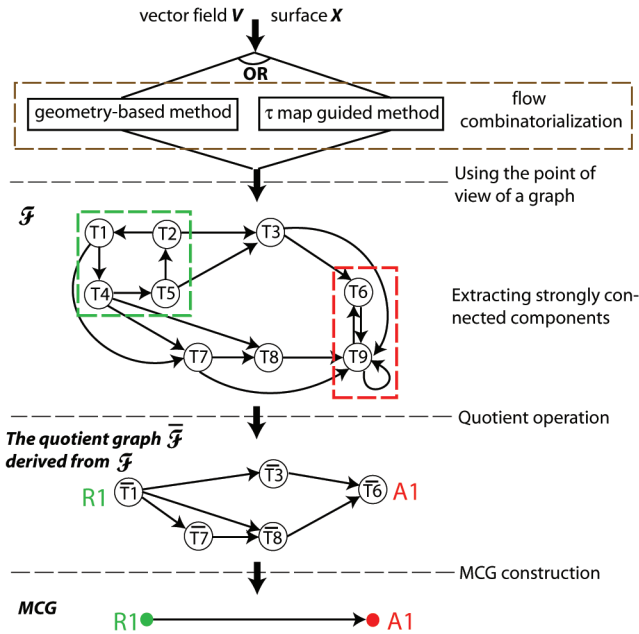 vector field V surface X
OR
geometry-based method
τ map guided method
flow
combinatorialization
Using the point of
view of a graph
ℱ
T1
T2
T3
T4
T5
T6
Extracting strongly con-
nected components
T7
T8
T9
Quotient operation
The quotient graph ℱ̅
derived from ℱ
R1
T̅1
T̅3
T̅6
A1
T̅7
T̅8
MCG construction
MCG
R1
A1